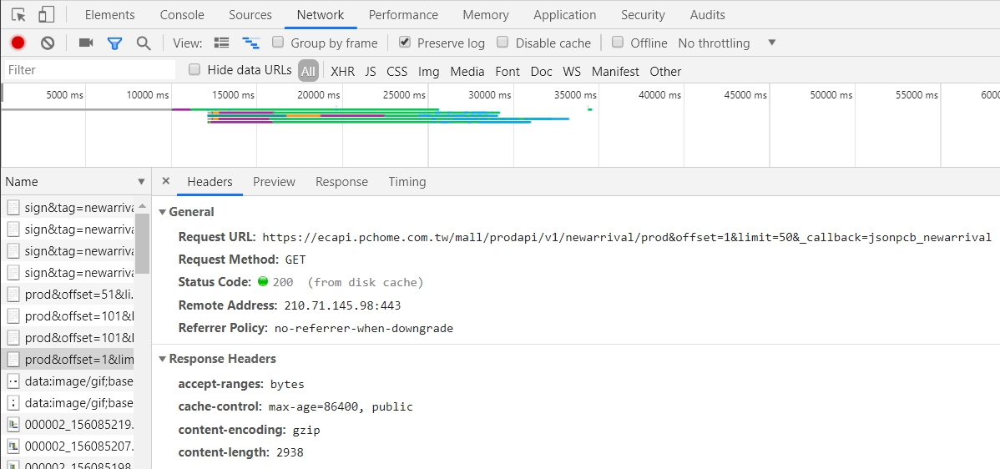 Elements Console Sources Network Performance Memory Application Security Audits
View: Group by frame Preserve log Disable cache Offline No throttling
Filter Hide data URLs All XHR JS CSS Img Media Font Doc WS Manifest Other
5000 ms 10000 ms 15000 ms 20000 ms 25000 ms 30000 ms 35000 ms 40000 ms 45000 ms 50000 ms 55000 ms 6000
Name
sign&tag=newarriva
sign&tag=newarriva
sign&tag=newarriva
sign&tag=newarriva
prod&offset=51&li.
prod&offset=101&l
prod&offset=101&l
prod&offset=1&lim
data:image/gif;base
data:image/gif;base
000002_156085219.
000002_156085207.
000002_156085198
Headers Preview Response Timing
General
Request URL: https://ecapi.pchome.com.tw/mall/prodapi/v1/newarrival/prod&offset=1&limit=50&_callback=jsonpcb_newarrival
Request Method: GET
Status Code: 200 (from disk cache)
Remote Address: 210.71.145.98:443
Referrer Policy: no-referrer-when-downgrade
Response Headers
accept-ranges: bytes
cache-control: max-age=86400, public
content-encoding: gzip
content-length: 2938